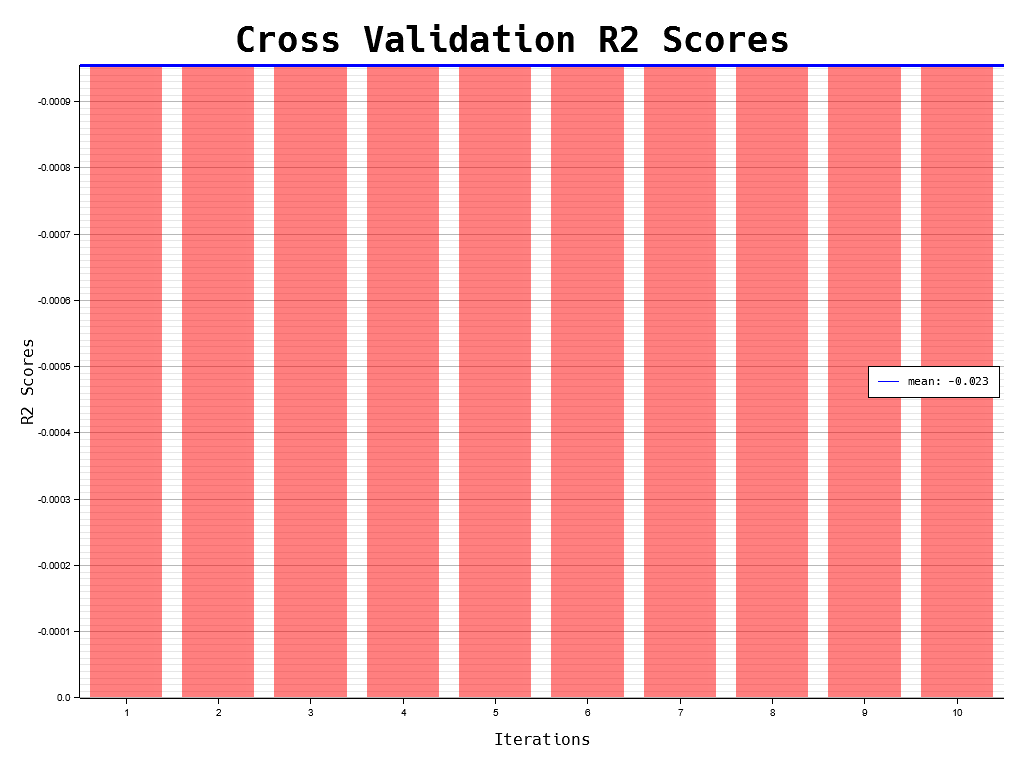 Cross Validation R2 Scores
-0.0009
-0.0008
-0.0007
-0.0006
-0.0005
-0.0004
-0.0003
-0.0002
-0.0001
0.0
R2 Scores
mean: -0.023
1 2 3 4 5 6 7 8 9 10
Iterations